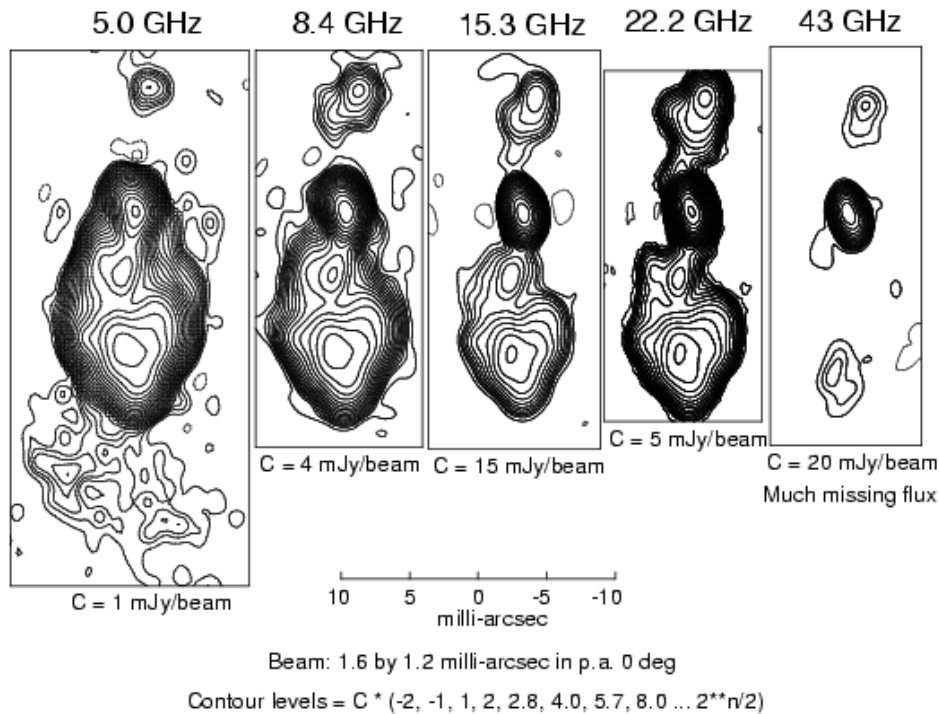 5.0 GHz
8.4 GHz
15.3 GHz
22.2 GHz
43 GHz
C = 1 mJy/beam
C = 4 mJy/beam
C = 15 mJy/beam
C = 5 mJy/beam
C = 20 mJy/beam
Much missing flux
10 5 0 -5 -10
milli-arcsec
Beam: 1.6 by 1.2 milli-arcsec in p.a. 0 deg
Contour levels = C * (-2, -1, 1, 2, 2.8, 4.0, 5.7, 8.0 ... 2**n/2)